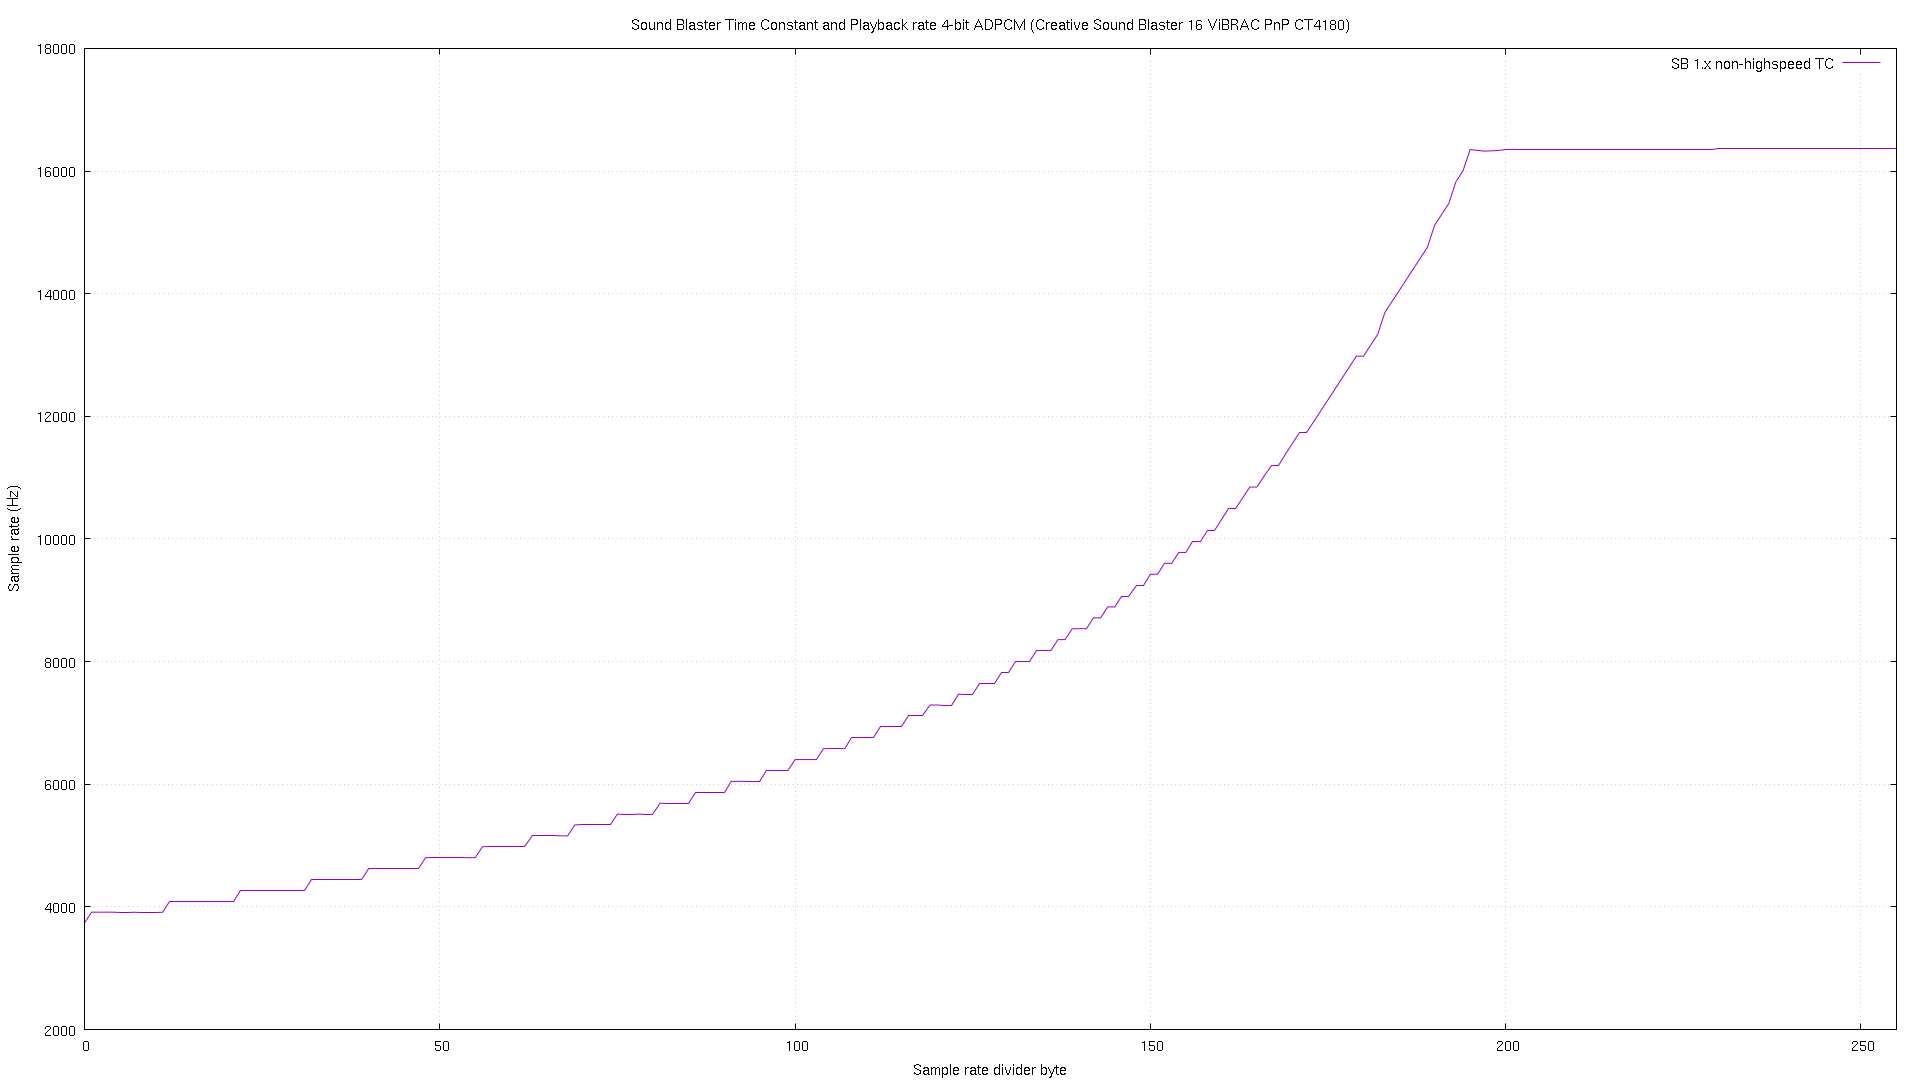 Sound Blaster Time Constant and Playback rate 4-bit ADPCM (Creative Sound Blaster 16 ViBRAC PnP CT4180)
SB 1.x non-highspeed TC
18000
16000
14000
12000
10000
8000
6000
4000
2000
Sample rate (Hz)
0 50 100 150 200 250
Sample rate divider byte